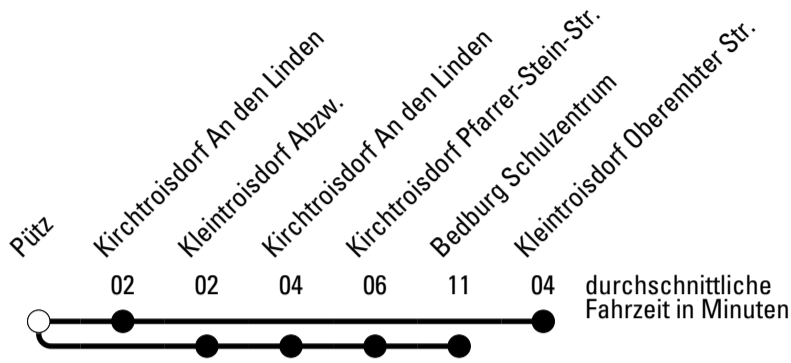 Pütz
Kirchtroisdorf An den Linden
Kleintroisdorf Abzw.
Kirchtroisdorf An den Linden
Kirchtroisdorf Pfarrer-Stein-Str.
Bedburg Schulzentrum
Kleintroisdorf Oberembter Str.
02 02 04 06 11 04
durchschnittliche
Fahrzeit in Minuten